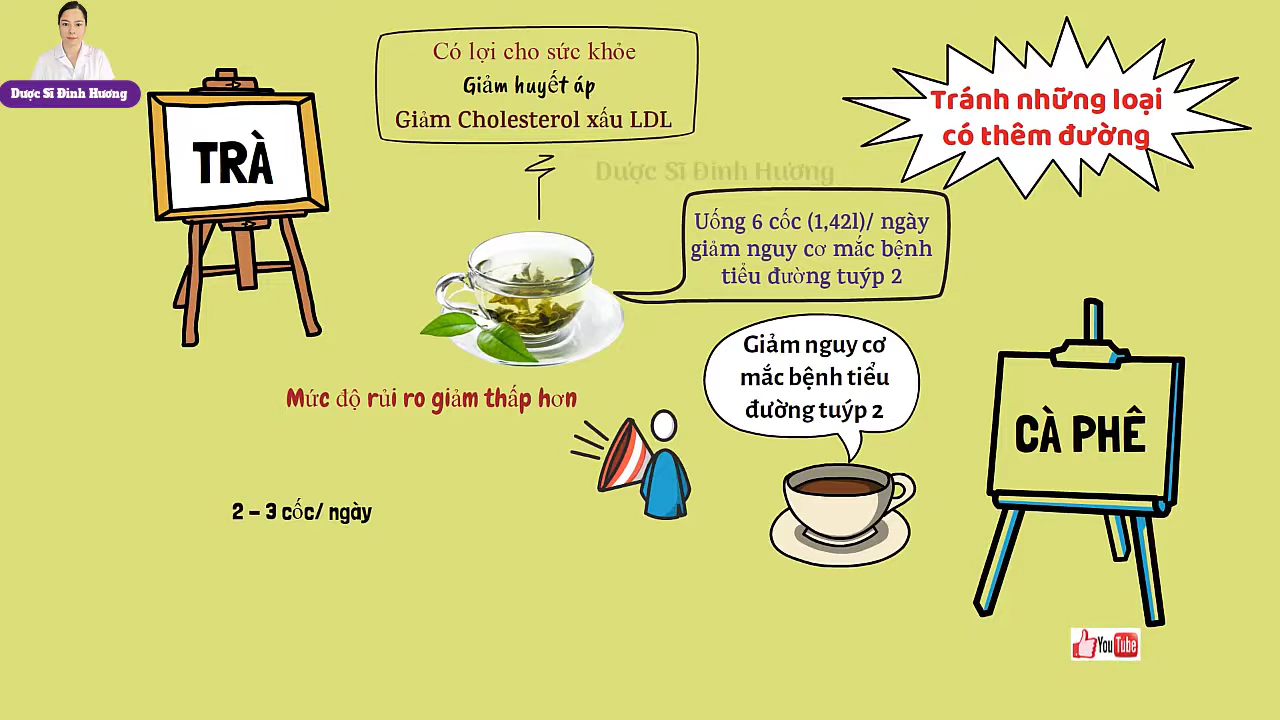 Dược Sĩ Đinh Hương
TRÀ
Có lợi cho sức khỏe
Giảm huyết áp
Giảm Cholesterol xấu LDL
Tránh những loại
có thêm đường
Dược Sĩ Đinh Hương
Uống 6 cốc (1,42l)/ ngày
giảm nguy cơ mắc bệnh
tiểu đường tuýp 2
Giảm nguy cơ
mắc bệnh tiểu
đường tuýp 2
Mức độ rủi ro giảm thấp hơn
CÀ PHÊ
2 – 3 cốc/ ngày
YouTube